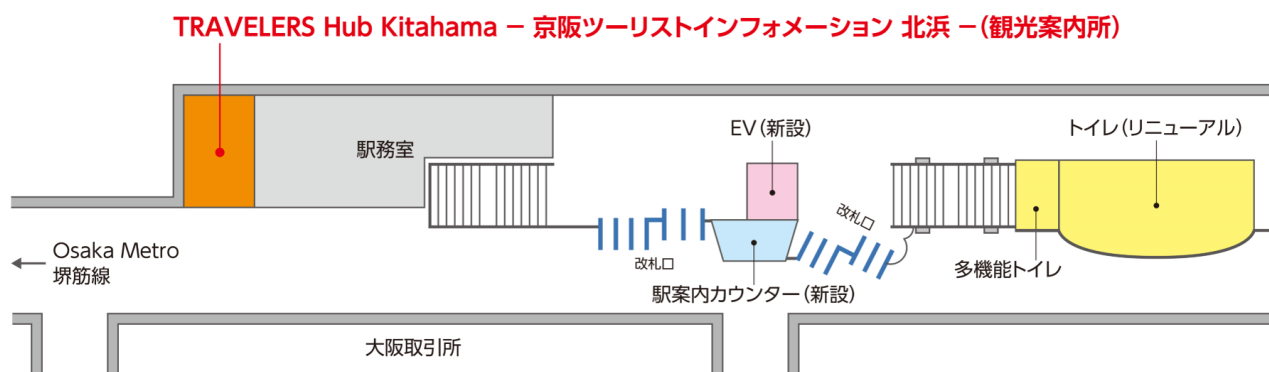 TRAVELERS Hub Kitahama － 京阪ツーリストインフォメーション 北浜 －（観光案内所）
EV（新設）
トイレ（リニューアル）
駅務室
改札口
Osaka Metro
堺筋線
改札口
多機能トイレ
駅案内カウンター（新設）
大阪取引所